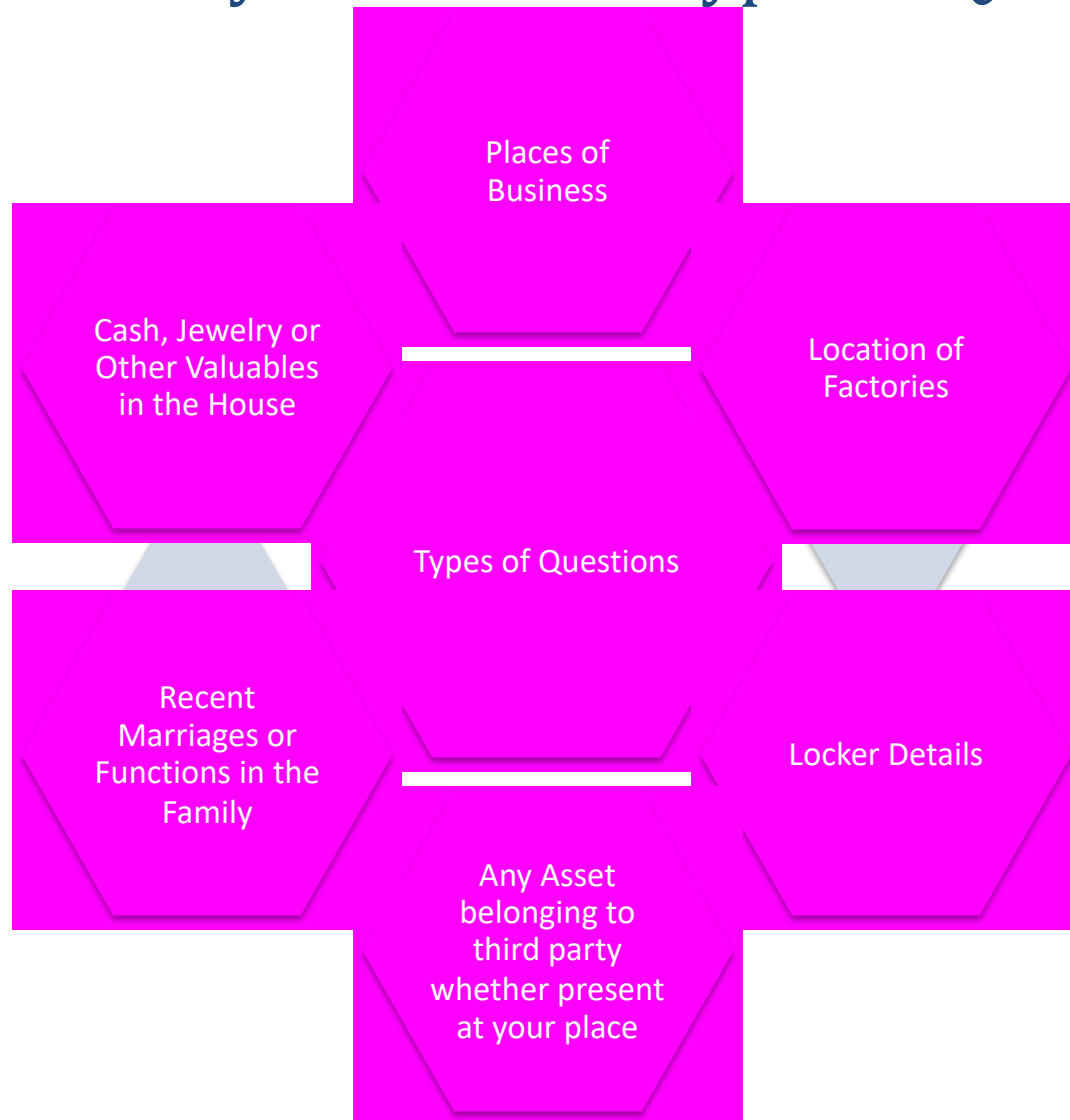 Places of
Business
Cash, Jewelry or
Other Valuables
in the House
Location of
Factories
Types of Questions
Recent
Marriages or
Functions in the
Family
Locker Details
Any Asset
belonging to
third party
whether present
at your place